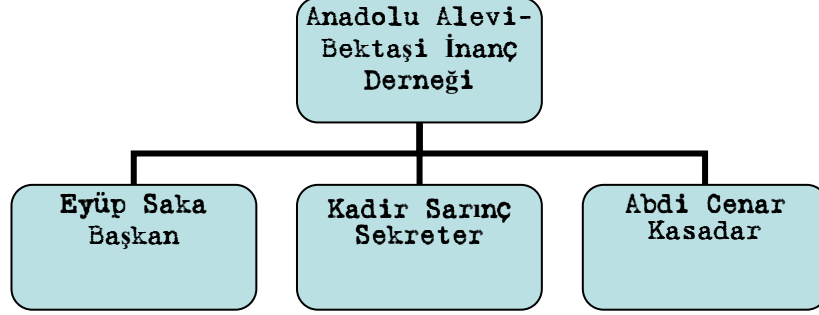 Anadolu Alevi-
Bektaşi İnanç
Derneği
Eyüp Saka
Başkan
Kadir Sarınç
Sekreter
Abdi Cenar
Kasadar